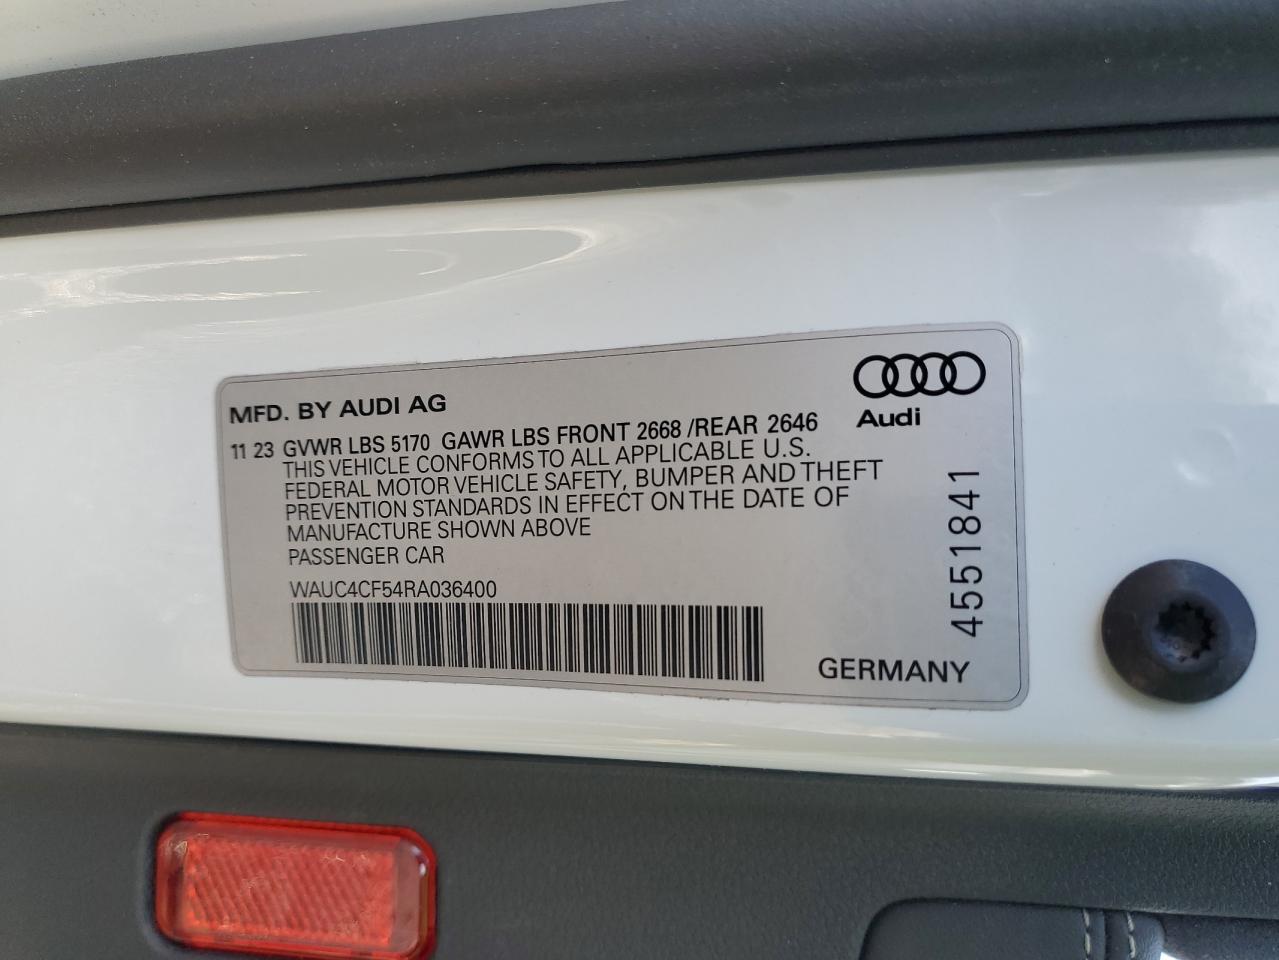 MFD. BY AUDI AG
Audi
11 23 GVWR LBS 5170 GAWR LBS FRONT 2668 /REAR 2646
THIS VEHICLE CONFORMS TO ALL APPLICABLE U.S.
FEDERAL MOTOR VEHICLE SAFETY, BUMPER AND THEFT
PREVENTION STANDARDS IN EFFECT ON THE DATE OF
MANUFACTURE SHOWN ABOVE
PASSENGER CAR
WAUC4CF54RA036400
GERMANY
4551841